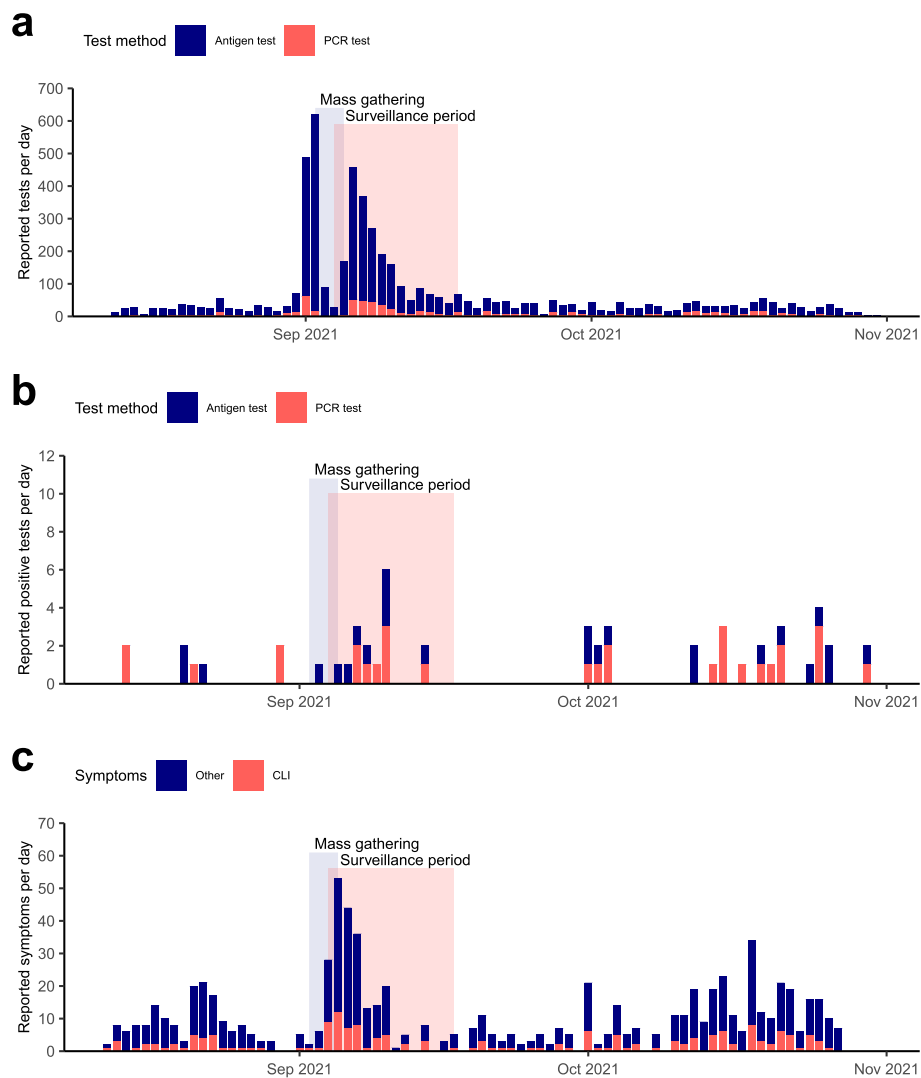 a
Test method Antigen test PCR test
Reported tests per day
700
600
500
400
300
200
100
0
Mass gathering
Surveillance period
Sep 2021 Oct 2021 Nov 2021
b
Test method Antigen test PCR test
Reported positive tests per day
12
10
8
6
4
2
0
Mass gathering
Surveillance period
Sep 2021 Oct 2021 Nov 2021
c
Symptoms Other CLI
Reported symptoms per day
70
60
50
40
30
20
10
0
Mass gathering
Surveillance period
Sep 2021 Oct 2021 Nov 2021